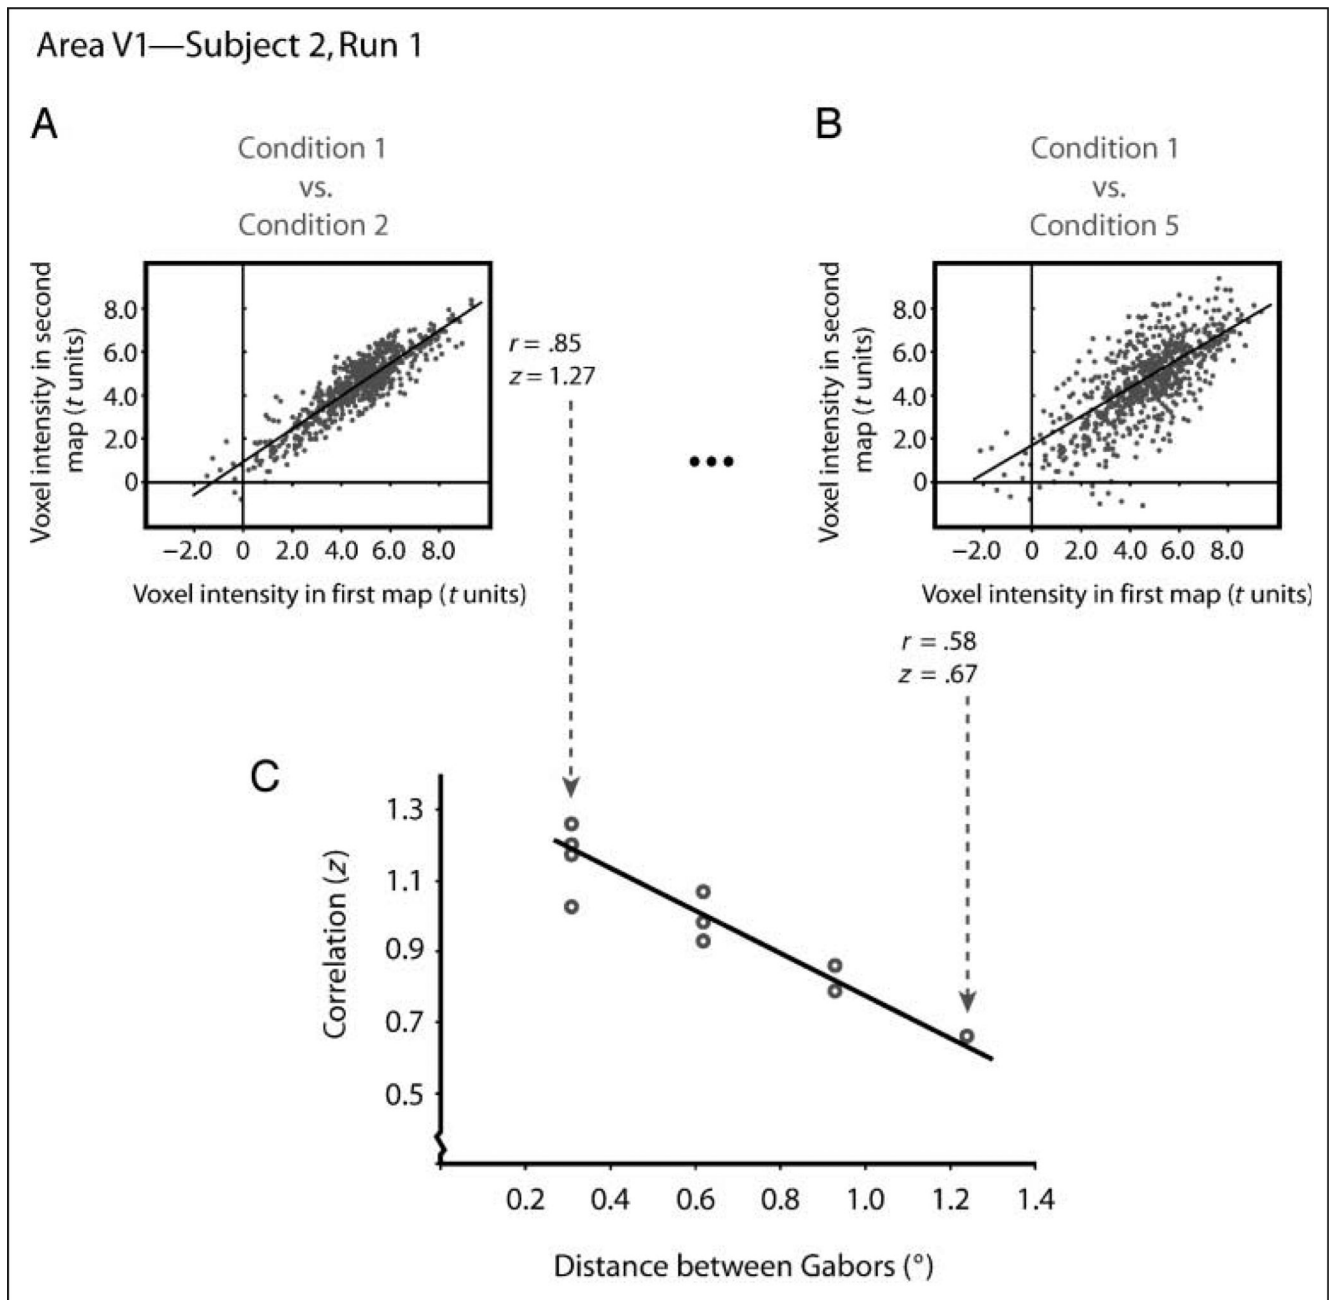 Area V1—Subject 2, Run 1
A
Condition 1
vs.
Condition 2
Voxel intensity in second
map (t units)
8.0
6.0
4.0
2.0
0
−2.0 0 2.0 4.0 6.0 8.0
Voxel intensity in first map (t units)
r = .85
z = 1.27
B
Condition 1
vs.
Condition 5
Voxel intensity in second
map (t units)
8.0
6.0
4.0
2.0
0
−2.0 0 2.0 4.0 6.0 8.0
Voxel intensity in first map (t units)
r = .58
z = .67
C
Correlation (z)
1.3
1.1
0.9
0.7
0.5
0.2 0.4 0.6 0.8 1.0 1.2 1.4
Distance between Gabors (°)